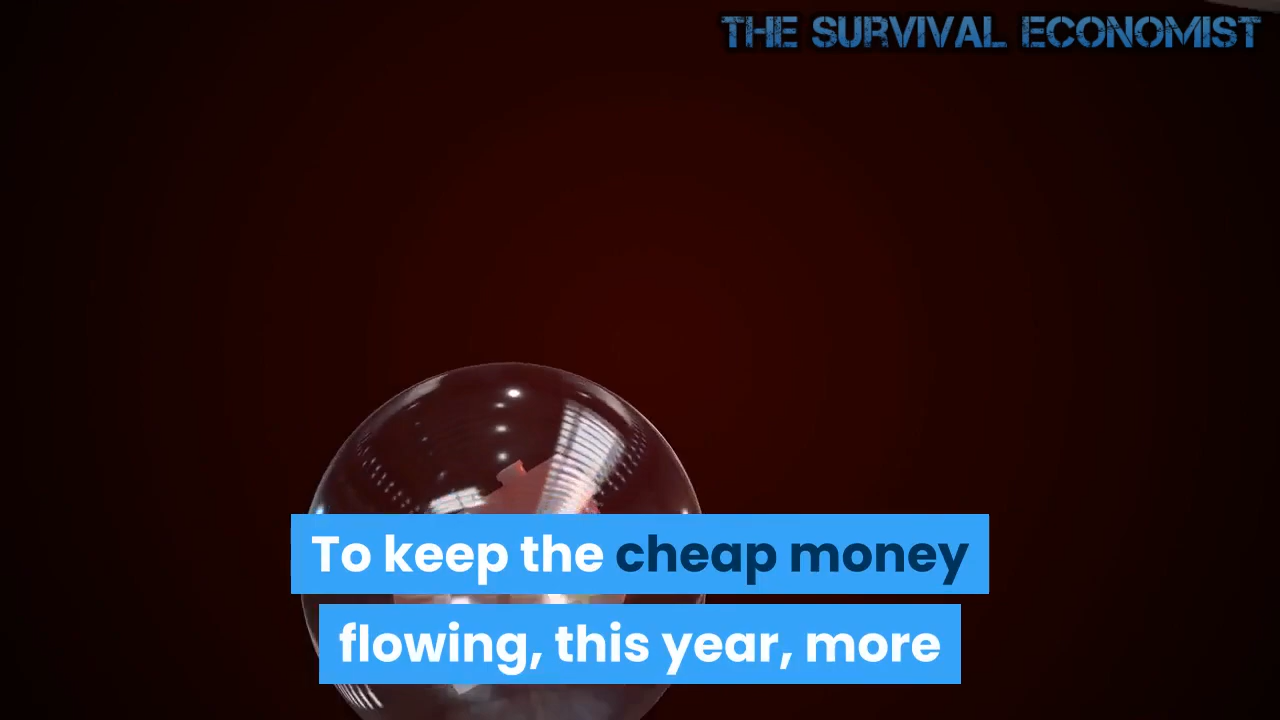 THE SURVIVAL ECONOMIST
To keep the cheap money
flowing, this year, more